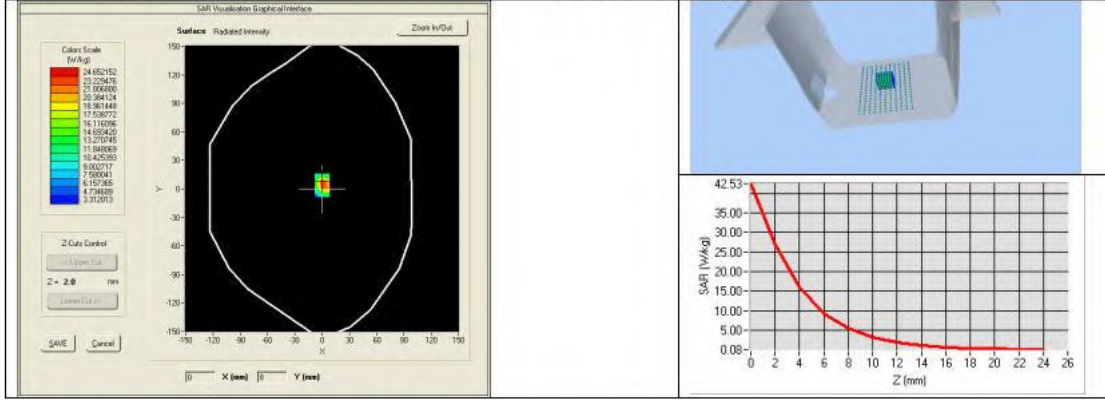 SAR Visualisation Graphical Interface
Surface Radiated Intensity
Zoom In/Out
Colors Scale
(W/kg)
24.652152
23.229476
21.806800
20.384124
18.961448
17.538772
16.116096
14.693420
13.270745
11.848069
10.425393
9.002717
7.580041
6.157365
4.734689
3.312013
Z-Cuts Control
<< Upper Cut
Z = 2.0 mm
Lower Cut >>
SAVE Cancel
150
120
90
60
30
0
-30
-60
-90
-120
-150
Y
-150 -120 -90 -60 -30 0 30 60 90 120 150
X
0 X (mm) 0 Y (mm)
42.53
35.00
30.00
25.00
20.00
15.00
10.00
5.00
0.08
SAR (W/kg)
0 2 4 6 8 10 12 14 16 18 20 22 24 26
Z (mm)